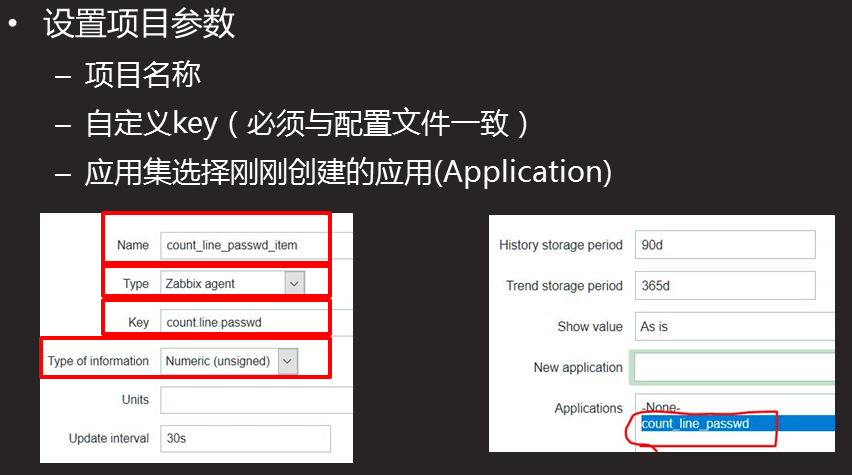 • 设置项目参数
– 项目名称
– 自定义key（必须与配置文件一致）
– 应用集选择刚刚创建的应用(Application)
Name count_line_passwd_item
Type Zabbix agent
Key count.line.passwd
Type of information Numeric (unsigned)
Units
Update interval 30s
History storage period 90d
Trend storage period 365d
Show value As is
New application
Applications -None-
count_line_passwd